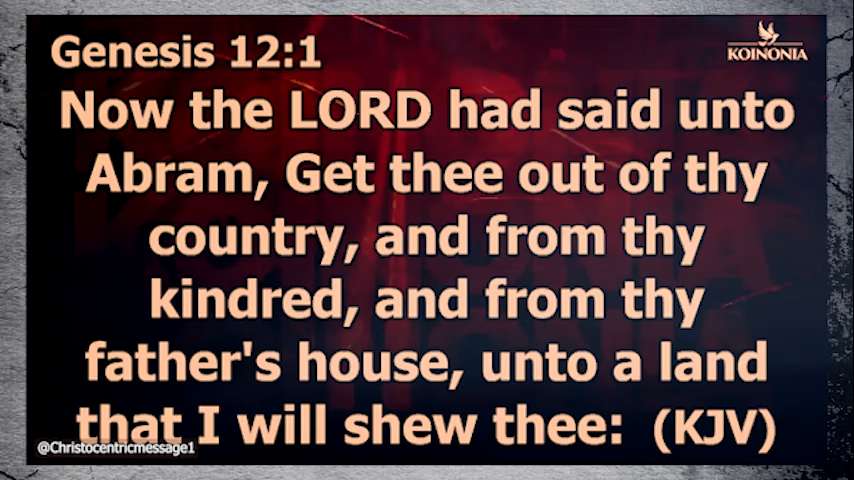 Genesis 12:1
KOINONIA
Now the LORD had said unto
Abram, Get thee out of thy
country, and from thy
kindred, and from thy
father's house, unto a land
that I will shew thee: (KJV)
@Christocentricmessage1